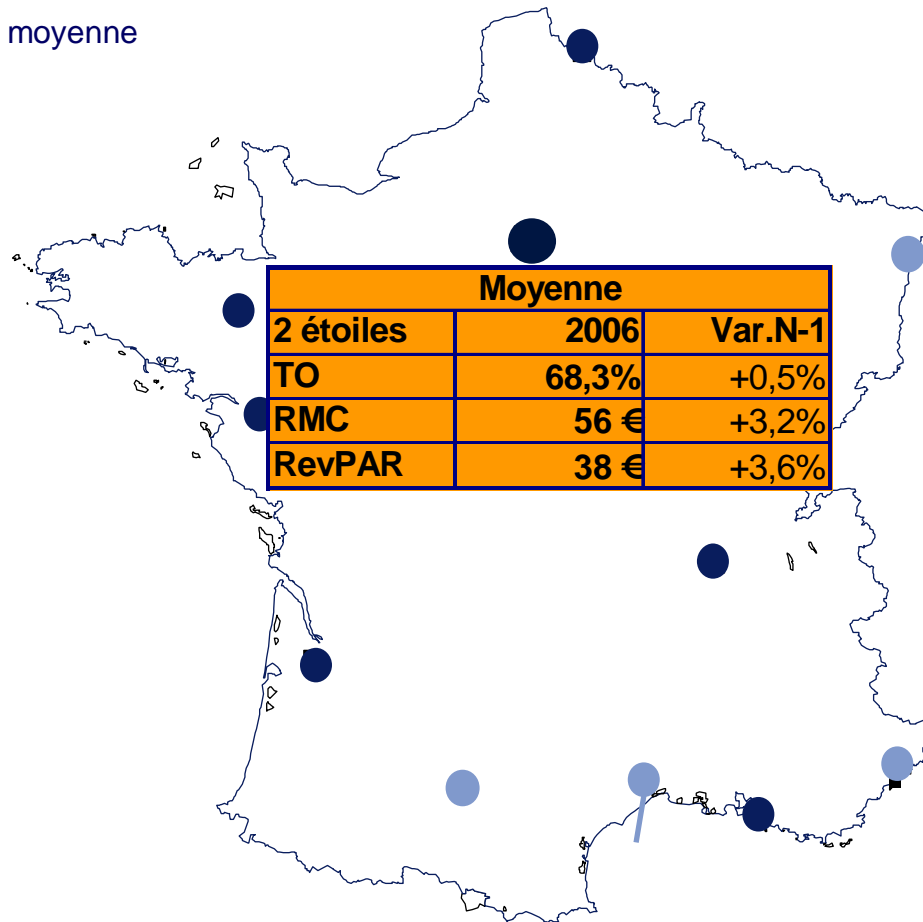 moyenne
Moyenne
2 étoiles 2006 Var.N-1
TO 68,3% +0,5%
RMC 56 € +3,2%
RevPAR 38 € +3,6%